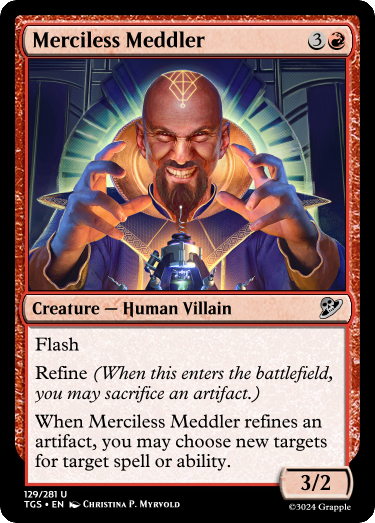 Merciless Meddler 3
Creature — Human Villain
Flash
Refine (When this enters the battlefield,
you may sacrifice an artifact.)
When Merciless Meddler refines an
artifact, you may choose new targets
for target spell or ability.
3/2
129/281 U
TGS • EN Christina P. Myrvold
©3024 Grapple